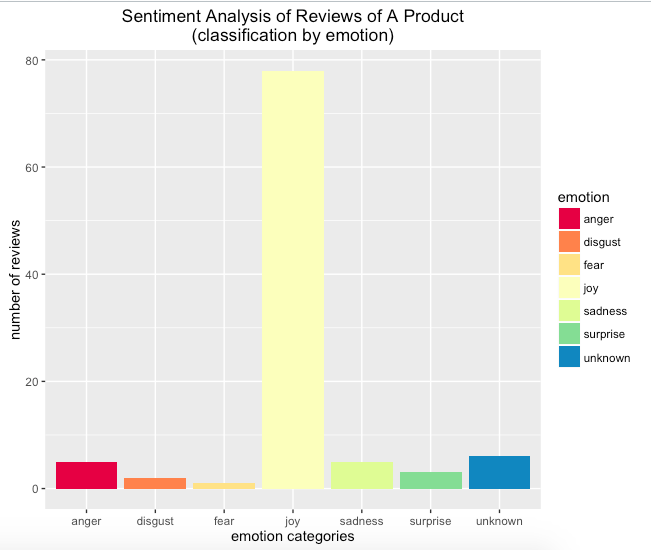 Sentiment Analysis of Reviews of A Product
(classification by emotion)
80
60
40
20
0
number of reviews
anger
disgust
fear
joy
sadness
surprise
unknown
emotion categories
emotion
anger
disgust
fear
joy
sadness
surprise
unknown